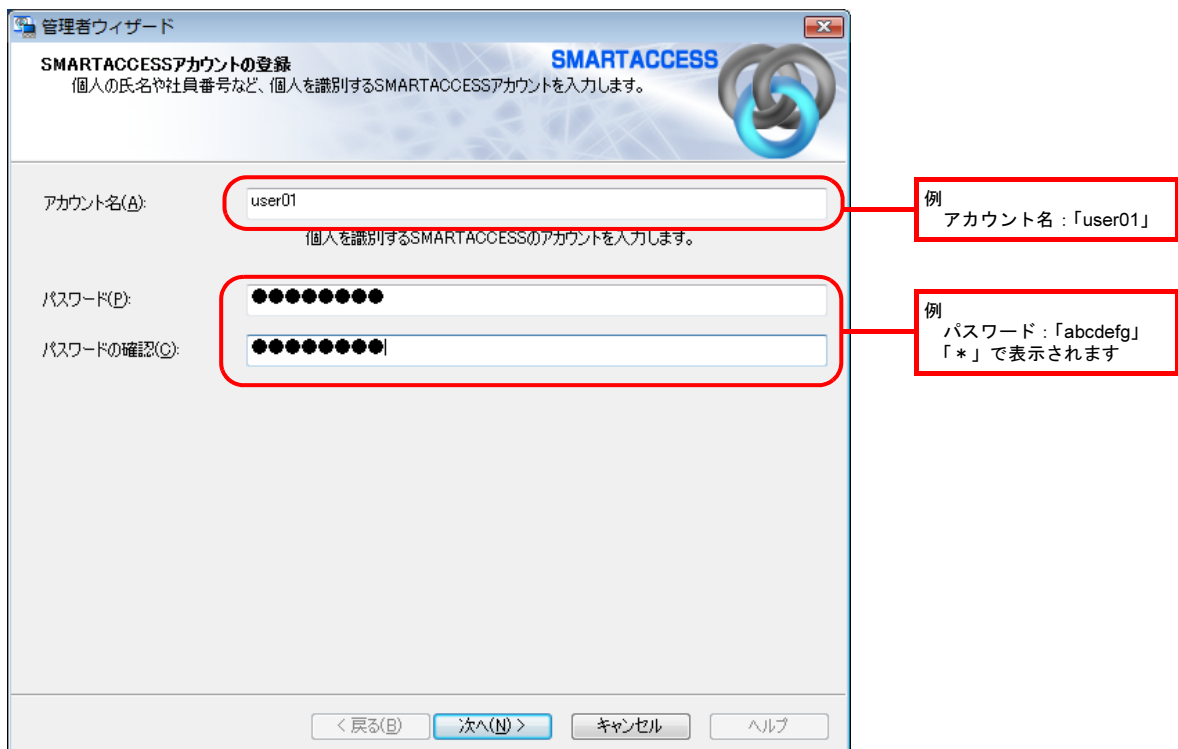 管理者ウィザード
SMARTACCESSアカウントの登録
SMARTACCESS
個人の氏名や社員番号など、個人を識別するSMARTACCESSアカウントを入力します。
アカウント名(A):
user01
個人を識別するSMARTACCESSのアカウントを入力します。
例
アカウント名：「user01」
パスワード(P):
●●●●●●●●
パスワードの確認(C):
●●●●●●●●
例
パスワード：「abcdefg」
「＊」で表示されます
< 戻る(B)　次へ(N) >　キャンセル　ヘルプ